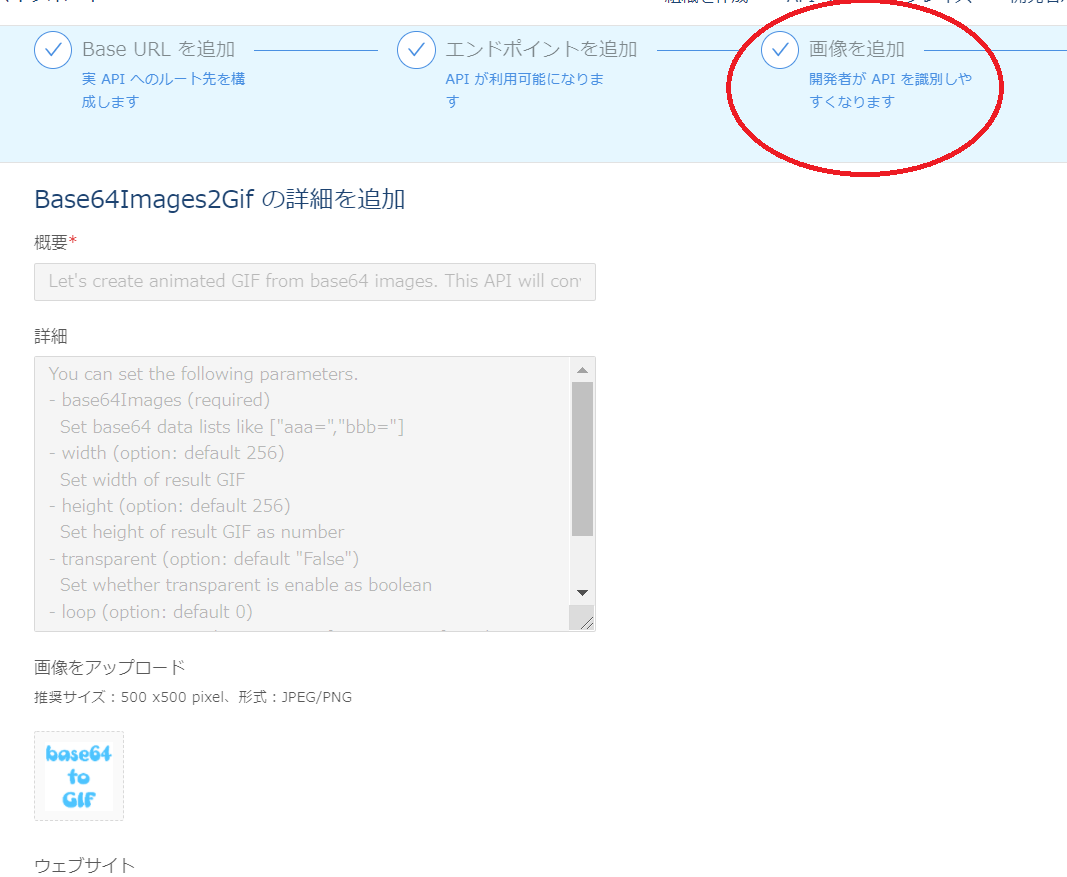 Base URL を追加
実 API へのルート先を構
成します
エンドポイントを追加
API が利用可能になりま
す
画像を追加
開発者が API を識別しや
すくなります
Base64Images2Gif の詳細を追加
概要*
Let's create animated GIF from base64 images. This API will con
詳細
You can set the following parameters.
- base64Images (required)
Set base64 data lists like ["aaa=","bbb="]
- width (option: default 256)
Set width of result GIF
- height (option: default 256)
Set height of result GIF as number
- transparent (option: default "False")
Set whether transparent is enable as boolean
- loop (option: default 0)
画像をアップロード
推奨サイズ：500 x500 pixel、形式：JPEG/PNG
base64
to
GIF
ウェブサイト